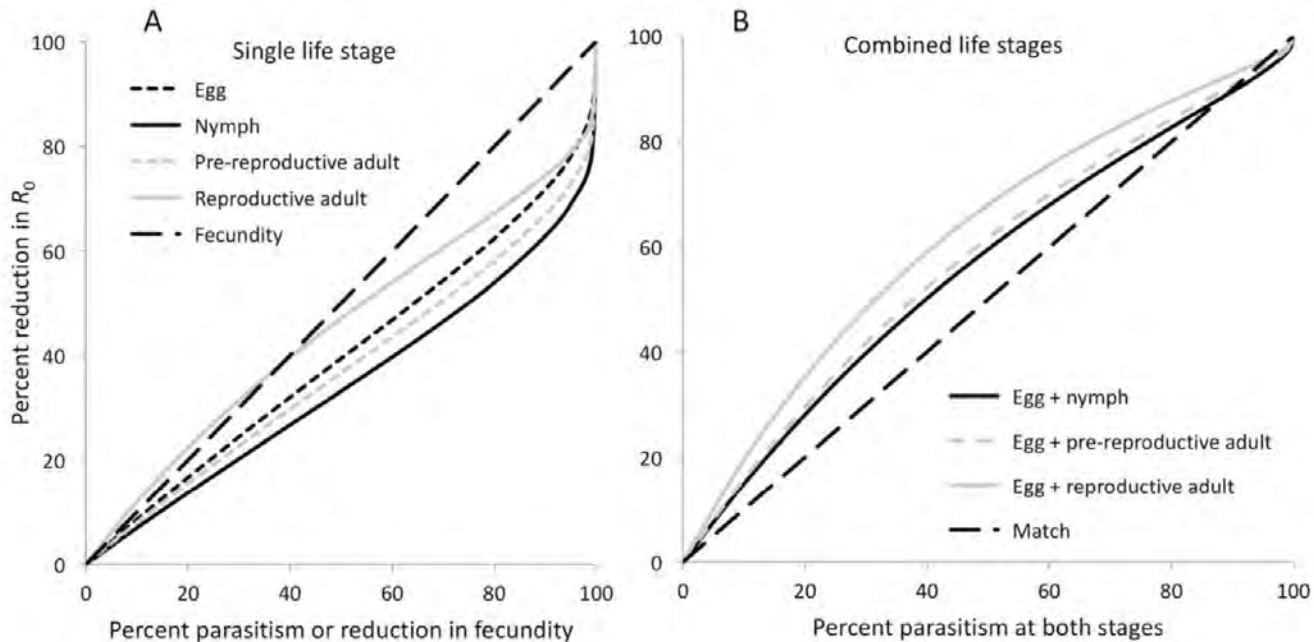 A
Single life stage
Egg
Nymph
Pre-reproductive adult
Reproductive adult
Fecundity
Percent reduction in R0
100
80
60
40
20
0
0 20 40 60 80 100
Percent parasitism or reduction in fecundity
B
Combined life stages
100
80
60
40
20
0
Egg + nymph
Egg + pre-reproductive adult
Egg + reproductive adult
Match
0 20 40 60 80 100
Percent parasitism at both stages